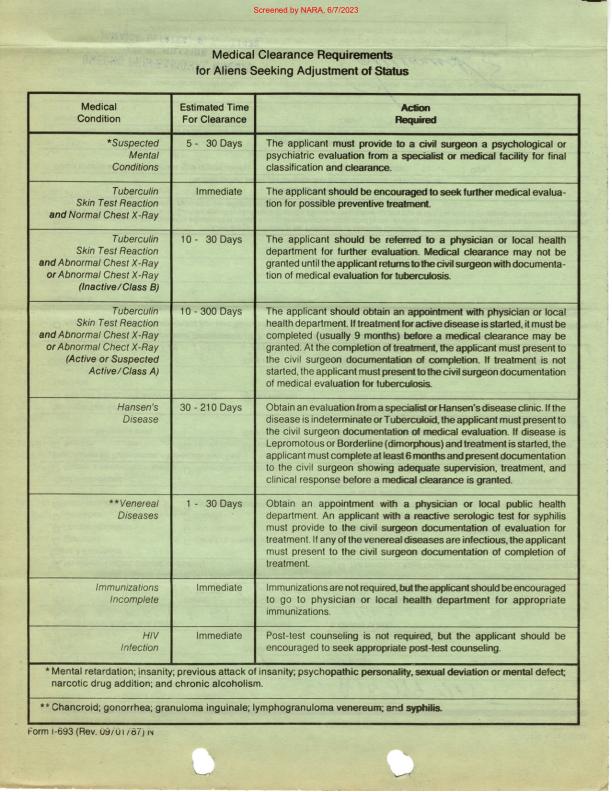 Screened by NARA, 6/7/2023
Medical Clearance Requirements
for Aliens Seeking Adjustment of Status
Medical
Condition
Estimated Time
For Clearance
Action
Required
*Suspected
Mental
Conditions
5 - 30 Days
The applicant must provide to a civil surgeon a psychological or
psychiatric evaluation from a specialist or medical facility for final
classification and clearance.
Tuberculin
Skin Test Reaction
and Normal Chest X-Ray
Immediate
The applicant should be encouraged to seek further medical evalua-
tion for possible preventive treatment.
Tuberculin
Skin Test Reaction
and Abnormal Chest X-Ray
or Abnormal Chest X-Ray
(Inactive/Class B)
10 - 30 Days
The applicant should be referred to a physician or local health
department for further evaluation. Medical clearance may not be
granted until the applicant returns to the civil surgeon with documenta-
tion of medical evaluation for tuberculosis.
Tuberculin
Skin Test Reaction
and Abnormal Chest X-Ray
or Abnormal Chest X-Ray
(Active or Suspected
Active/Class A)
10 - 300 Days
The applicant should obtain an appointment with physician or local
health department. If treatment for active disease is started, it must be
completed (usually 9 months) before a medical clearance may be
granted. At the completion of treatment, the applicant must present to
the civil surgeon documentation of completion. If treatment is not
started, the applicant must present to the civil surgeon documentation
of medical evaluation for tuberculosis.
Hansen's
Disease
30 - 210 Days
Obtain an evaluation from a specialist or Hansen's disease clinic. If the
disease is indeterminate or Tuberculoid, the applicant must present to
the civil surgeon documentation of medical evaluation. If disease is
Lepromotous or Borderline (dimorphous) and treatment is started, the
applicant must complete at least 6 months and present documentation
to the civil surgeon showing adequate supervision, treatment, and
clinical response before a medical clearance is granted.
**Venereal
Diseases
1 - 30 Days
Obtain an appointment with a physician or local public health
department. An applicant with a reactive serologic test for syphilis
must provide to the civil surgeon documentation of evaluation for
treatment. If any of the venereal diseases are infectious, the applicant
must present to the civil surgeon documentation of completion of
treatment.
Immunizations
Incomplete
Immediate
Immunizations are not required, but the applicant should be encouraged
to go to physician or local health department for appropriate
immunizations.
HIV
Infection
Immediate
Post-test counseling is not required, but the applicant should be
encouraged to seek appropriate post-test counseling.
* Mental retardation; insanity; previous attack of insanity; psychopathic personality, sexual deviation or mental defect;
narcotic drug addition; and chronic alcoholism.
** Chancroid; gonorrhea; granuloma inguinale; lymphogranuloma venereum; and syphilis.
Form I-693 (Rev. 09/01/87) N